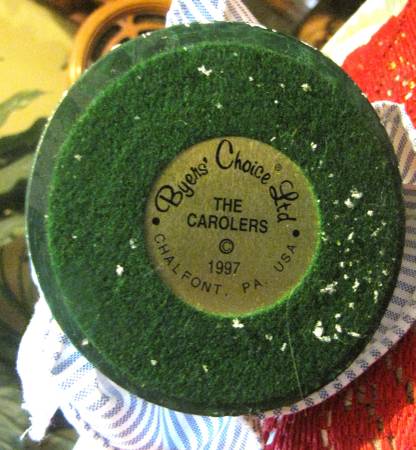 Byers' Choice® Ltd.
THE
CAROLERS
©
1997
CHALFONT, PA. USA